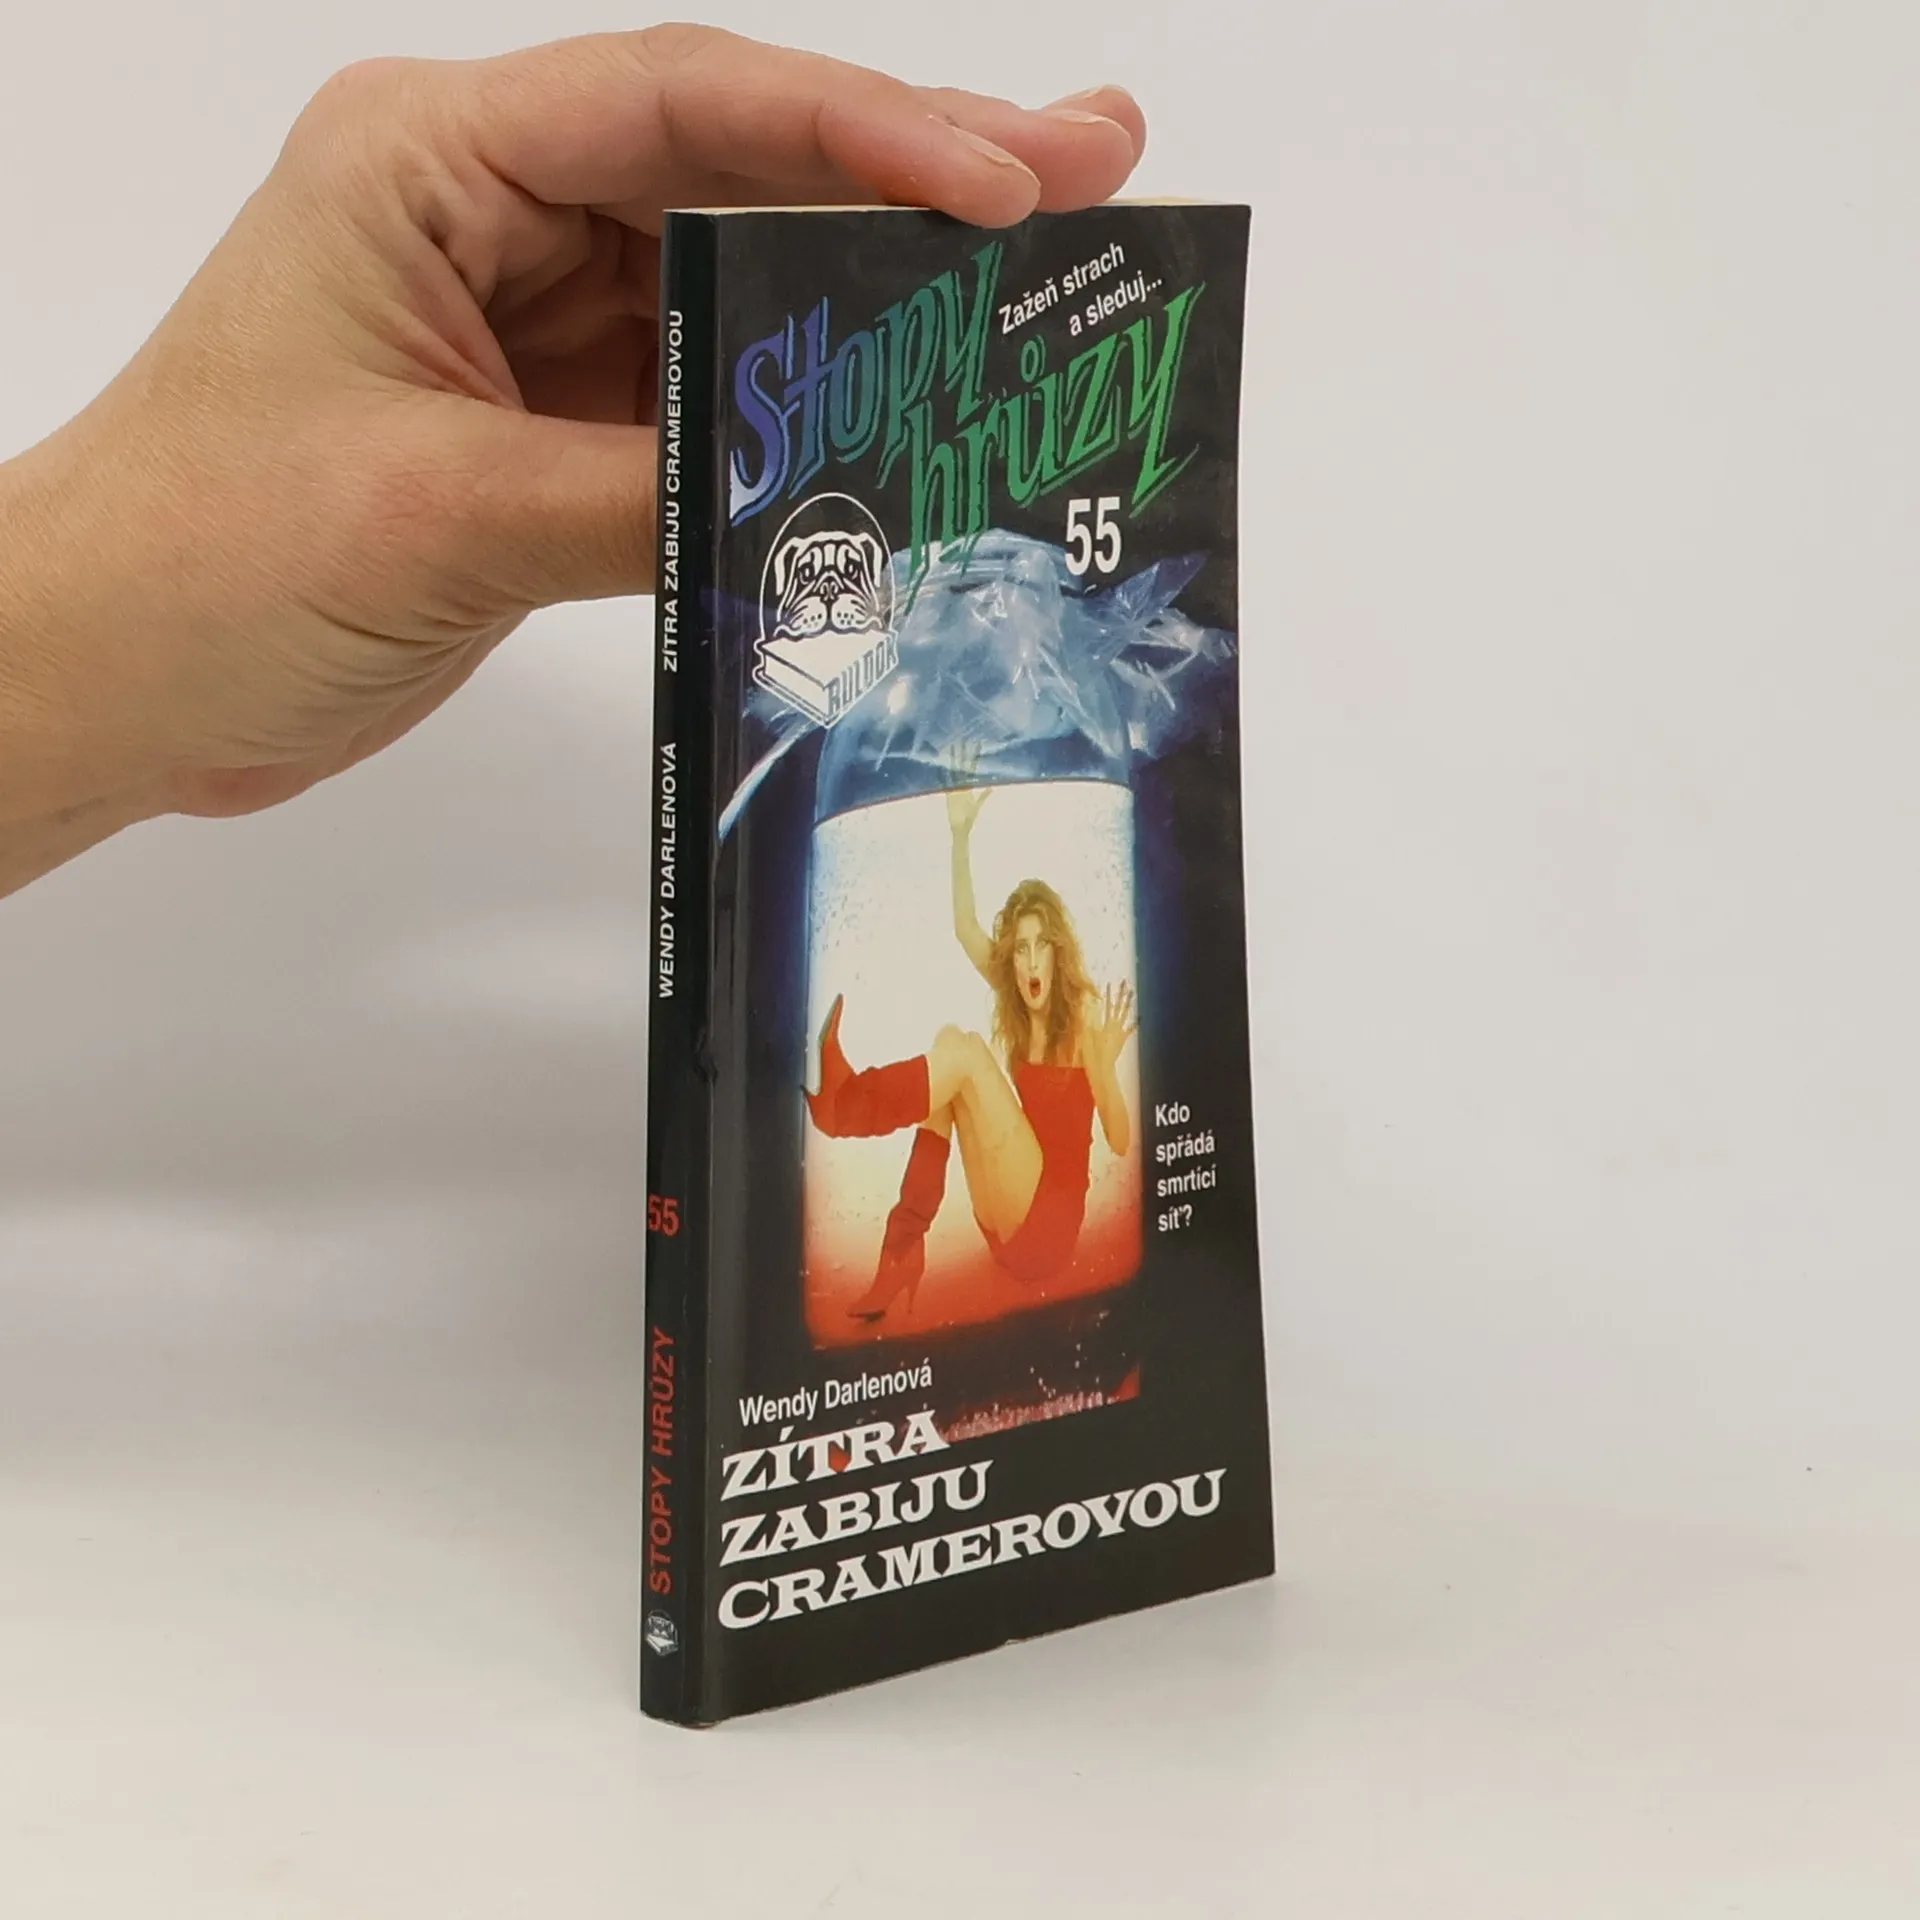 Zažeň strach
a sleduj...
Stopy
hrůzy
55
BULDOK
Kdo
spřádá
smrtící
síť?
Wendy Darlenová
ZÍTRA
ZABIJU
CRAMEROVOU
STOPY HRŮZY 55 WENDY DARLENOVÁ ZÍTRA ZABIJU CRAMEROVOU